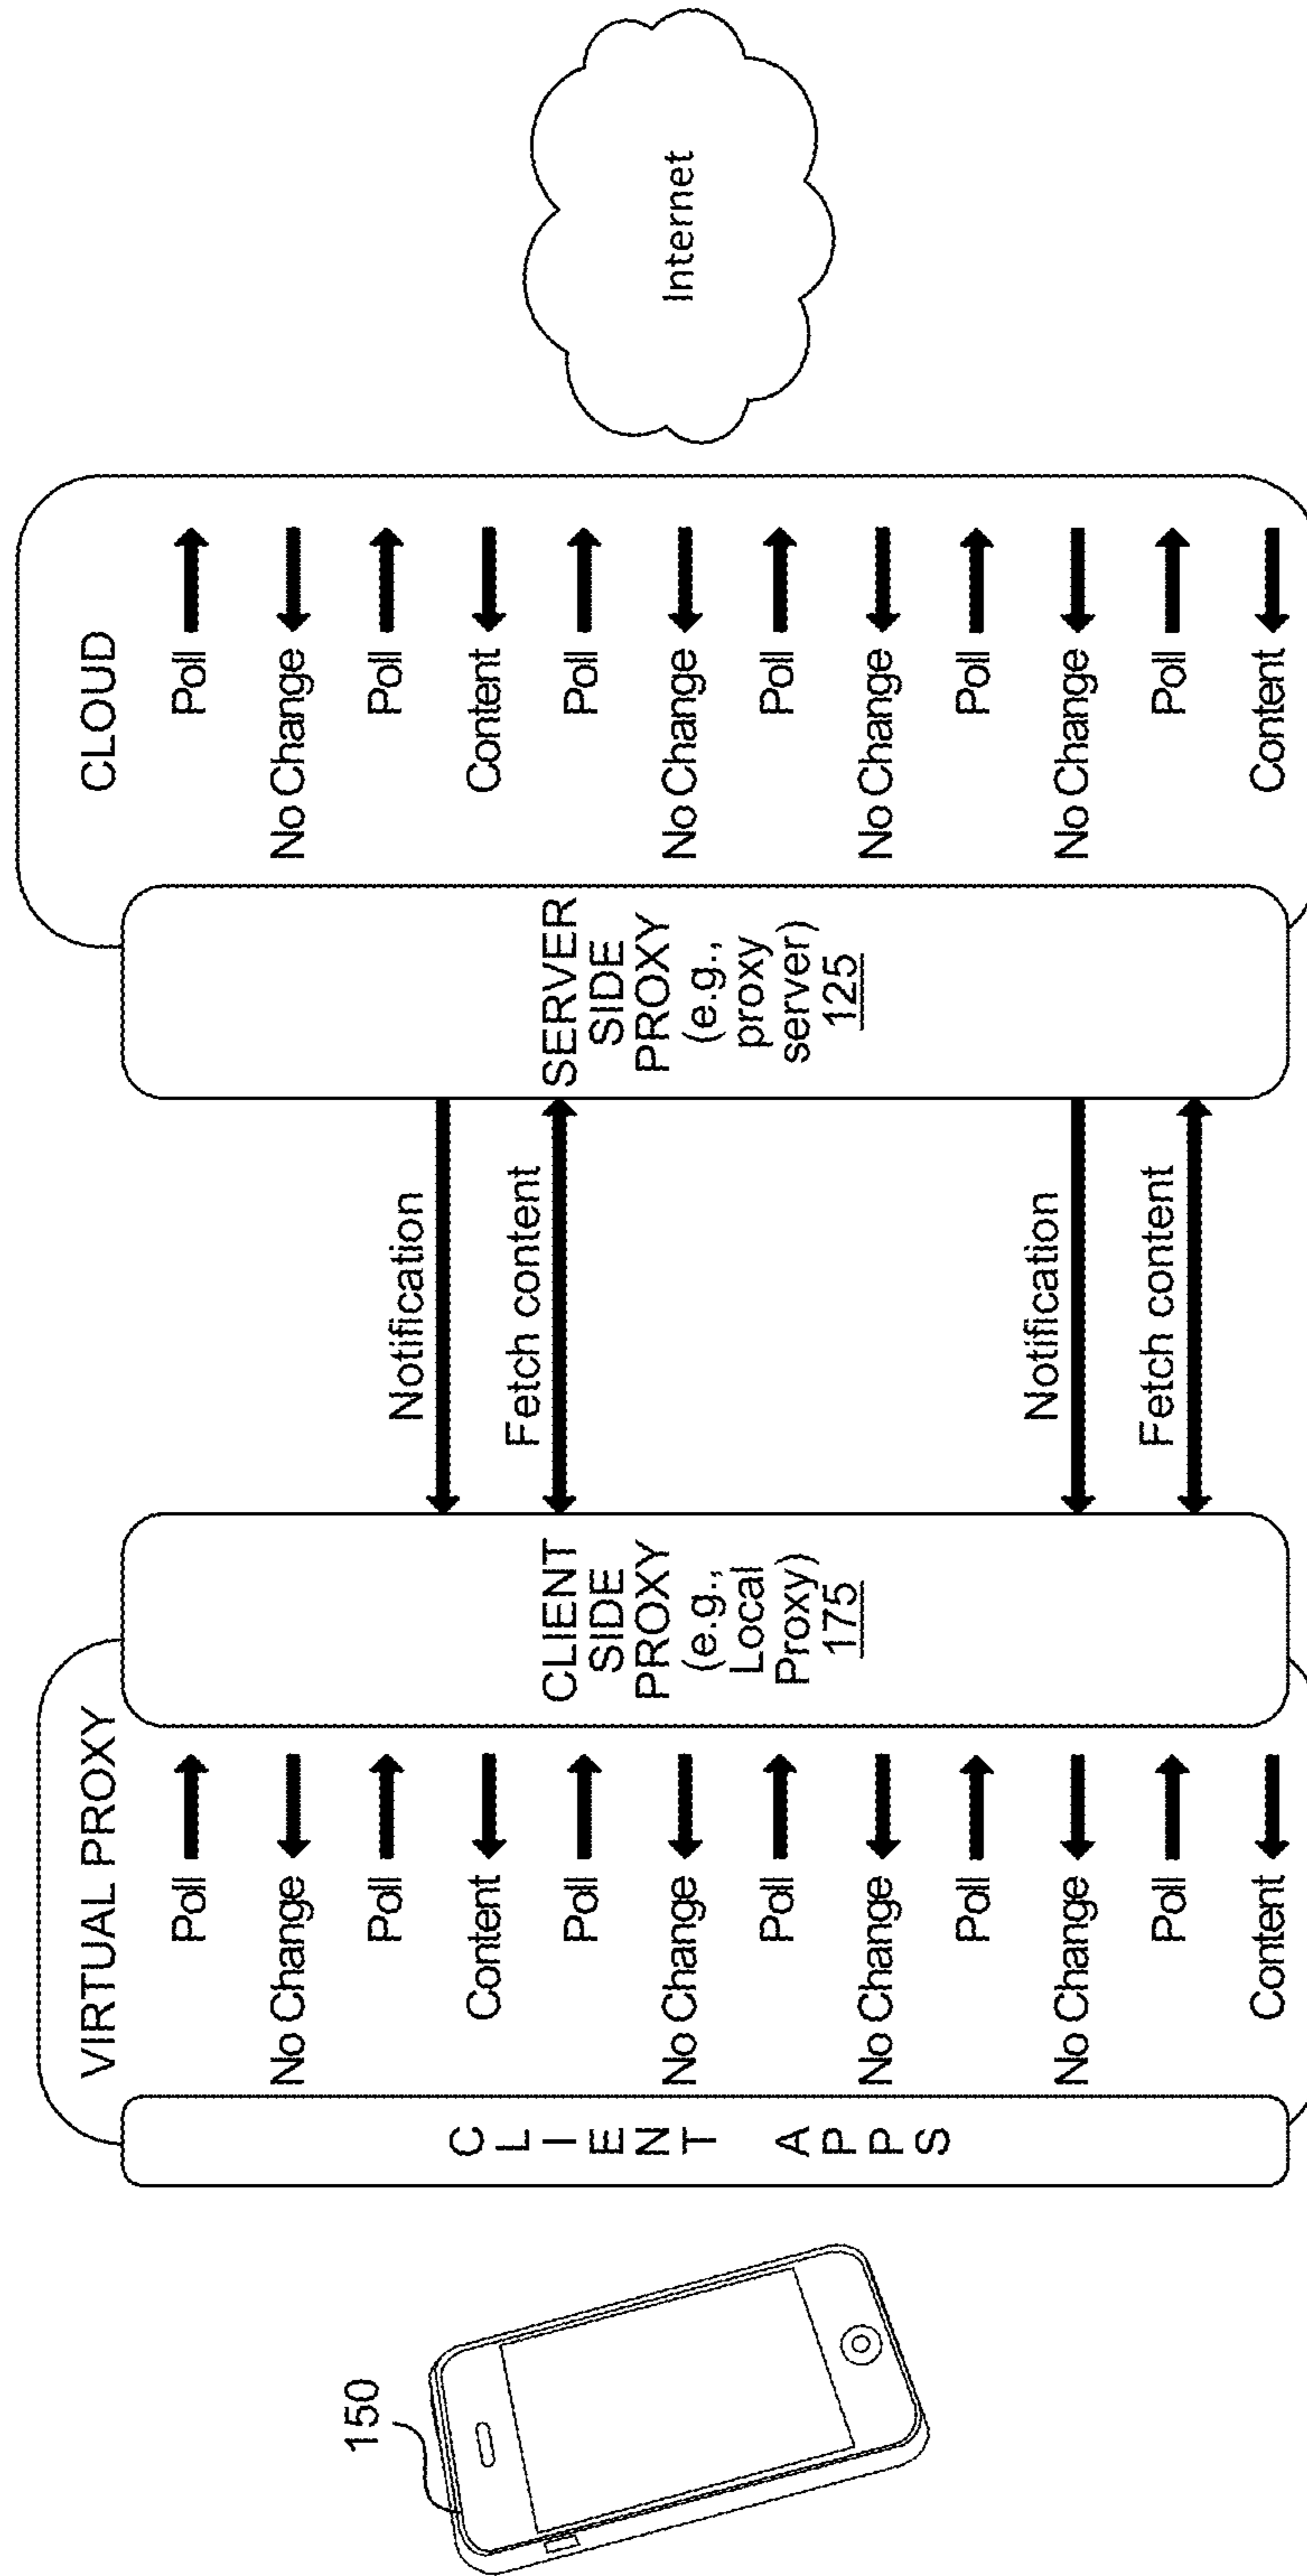 150
VIRTUAL PROXY
CLIENT APPS
Poll
No Change
Poll
Content
Poll
No Change
Poll
No Change
Poll
No Change
Poll
Content
CLIENT
SIDE
PROXY
(e.g.,
Local
Proxy)
175
Notification
Fetch content
Notification
Fetch content
SERVER
SIDE
PROXY
(e.g.,
proxy
server)
125
CLOUD
Poll
No Change
Poll
Content
Poll
No Change
Poll
No Change
Poll
No Change
Poll
Content
Internet